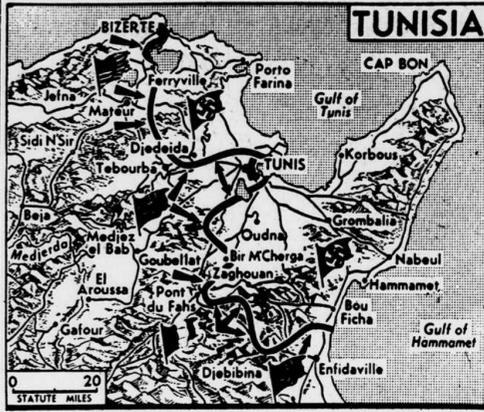 TUNISIA
BIZERTE
CAP BON
Ferryville
Porto
Farina
Jefna
Mateur
Gulf of
Tunis
Sidi N'Sir
Djedeida
Tebourba
TUNIS
Korbous
Beja
Medjerda
Medjez
el Bab
Grombalia
Oudna
Goubellat
Bir M'Cherga
Nabeul
Zaghouan
Hammamet
El
Aroussa
Pont
du Fahs
Bou
Ficha
Gafour
Gulf of
Hammamet
Djebibina
Enfidaville
0 20
STATUTE MILES